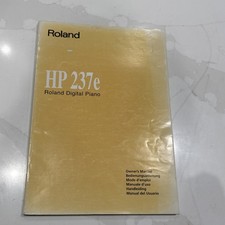 Roland
HP 237e
Roland Digital Piano
Owner's Manual
Bedienungsanleitung
Mode d'emploi
Manuale d'uso
Handleiding
Manual del Usuario